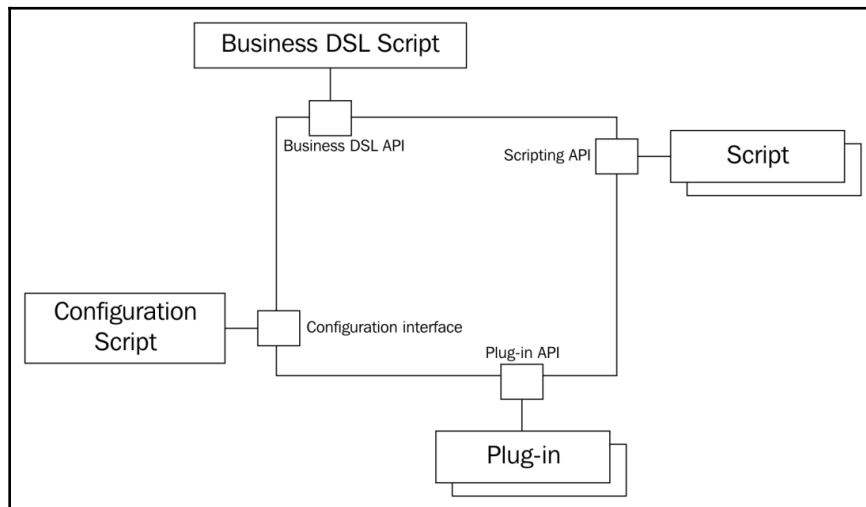 Business DSL Script
Business DSL API
Scripting API
Script
Configuration
Script
Configuration interface
Plug-in API
Plug-in